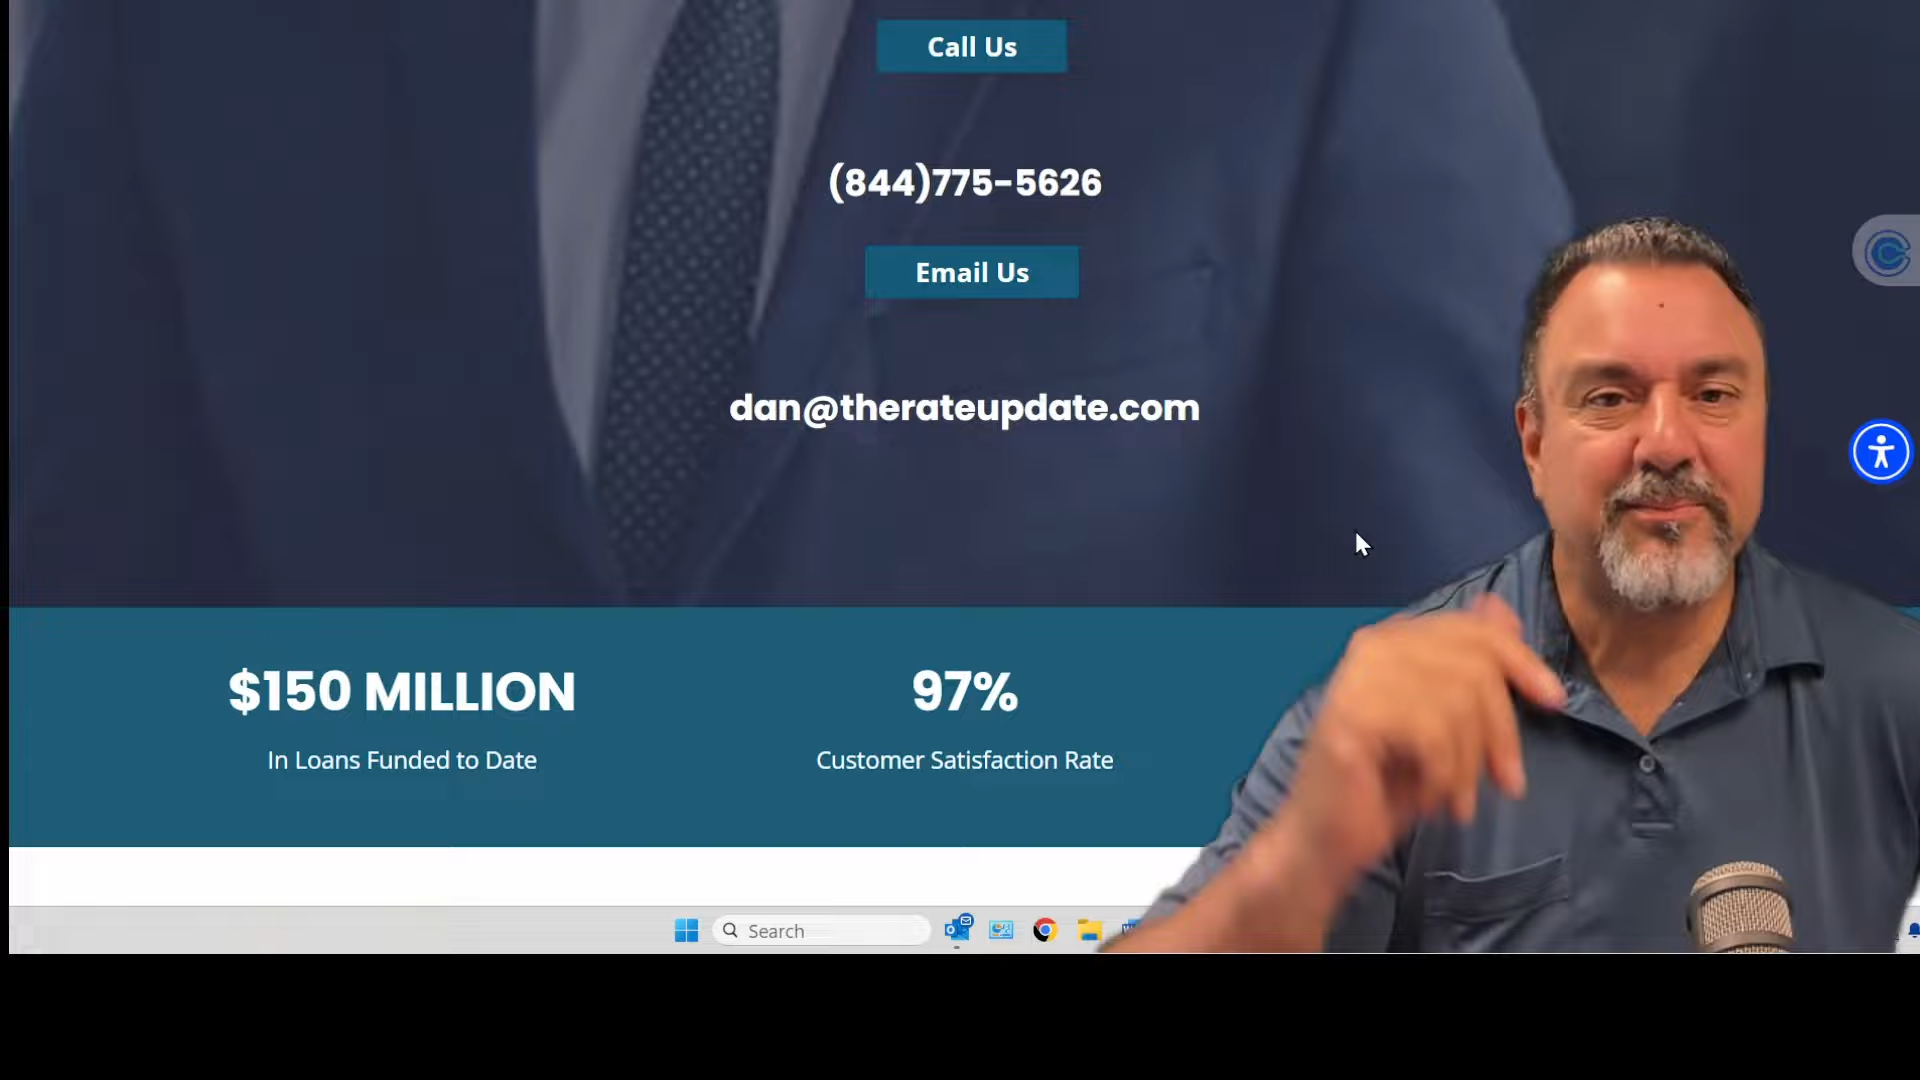 Call Us
(844)775-5626
Email Us
dan@therateupdate.com
$150 MILLION
97%
In Loans Funded to Date
Customer Satisfaction Rate
Search